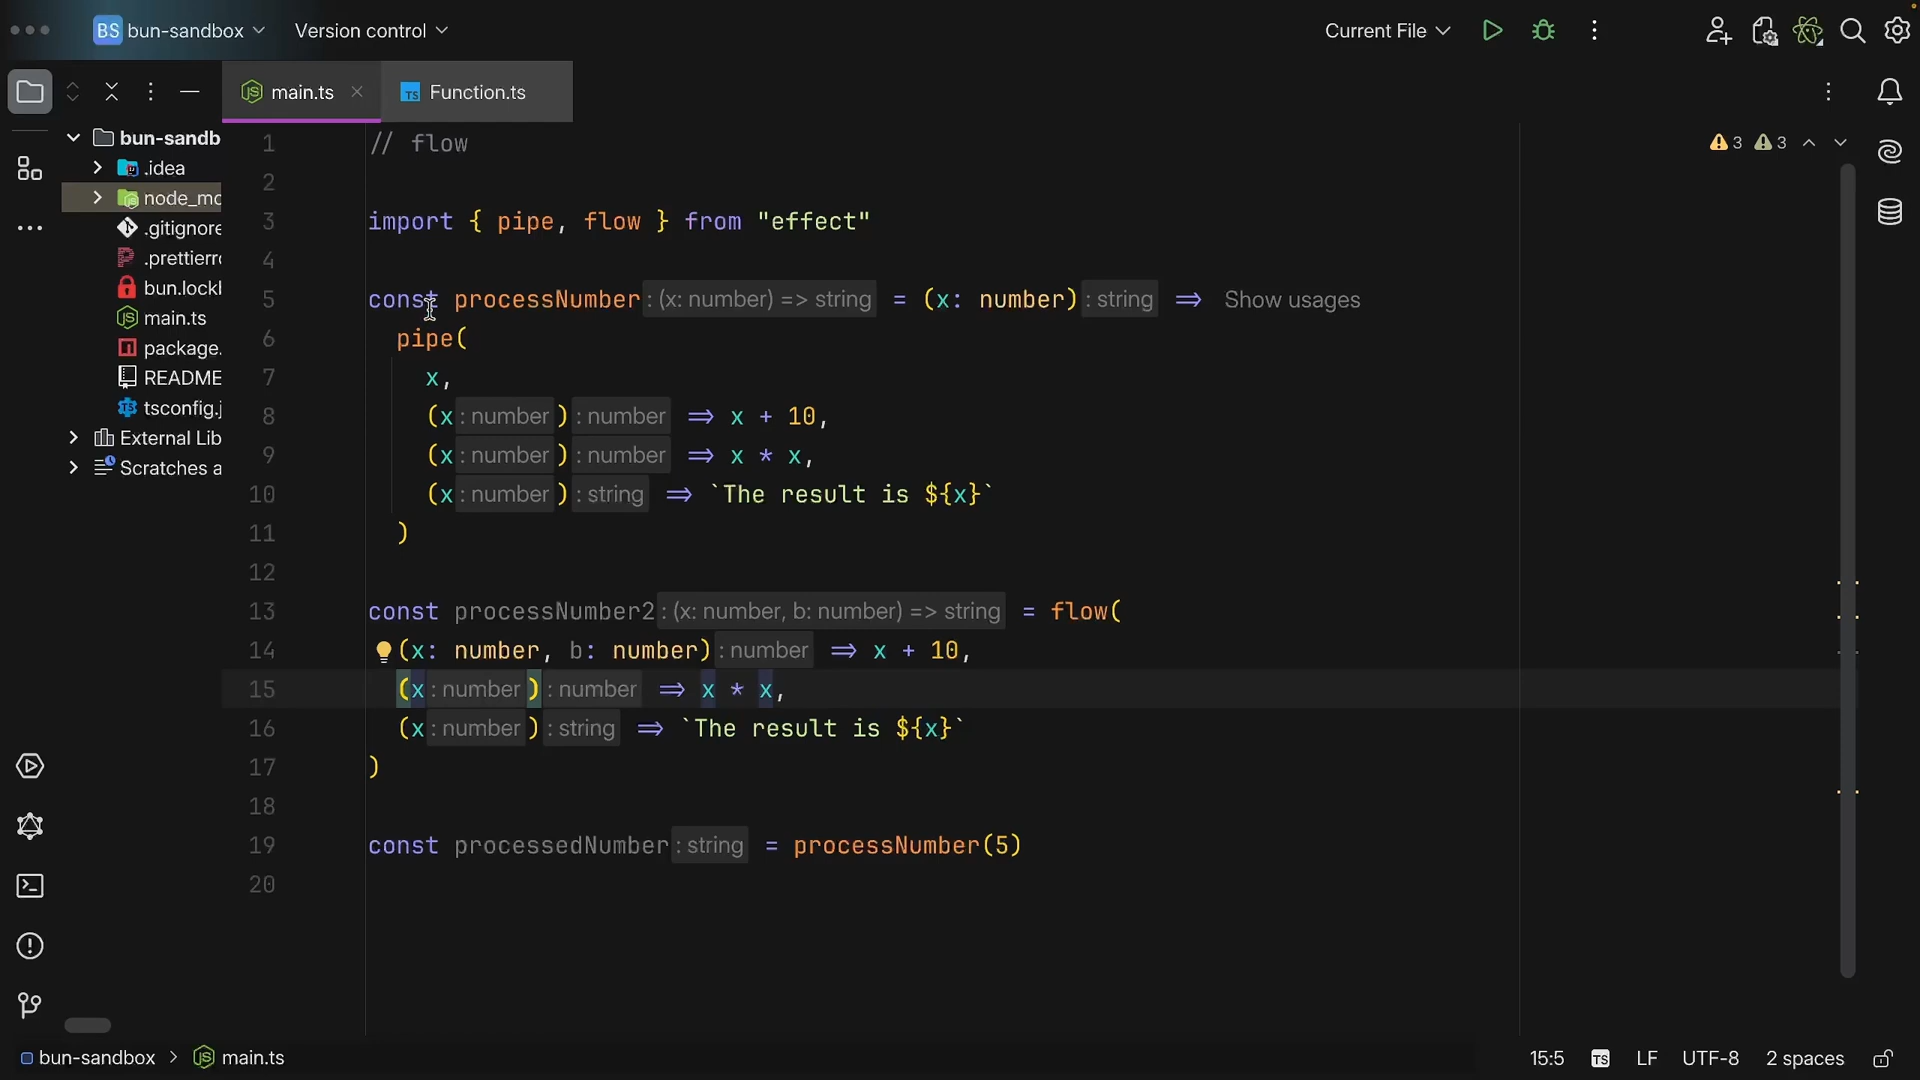 BS bun-sandbox Version control Current File
main.ts Function.ts
bun-sandb
.idea
node_mo
.gitignore
.prettierr
bun.lockl
main.ts
package.
README
tsconfig.j
External Lib
Scratches a
3 3
1 // flow
2
3 import { pipe, flow } from "effect"
4
5 const processNumber : (x: number) => string = (x: number) : string => Show usages
6 pipe(
7 x,
8 (x : number ) : number => x + 10,
9 (x : number ) : number => x * x,
10 (x : number ) : string => `The result is ${x}`
11 )
12
13 const processNumber2 : (x: number, b: number) => string = flow(
14 (x: number, b: number) : number => x + 10,
15 (x : number ) : number => x * x,
16 (x : number ) : string => `The result is ${x}`
17 )
18
19 const processedNumber : string = processNumber(5)
20
bun-sandbox > main.ts 15:5 TS LF UTF-8 2 spaces